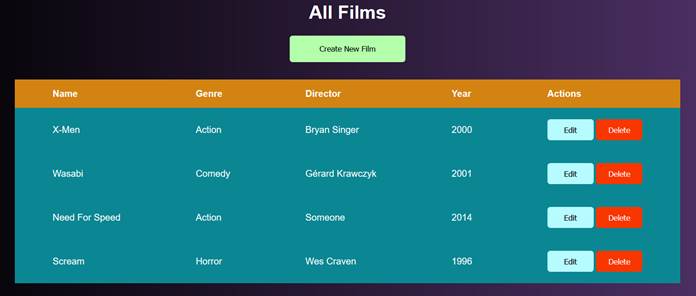 All Films
Create New Film
Name Genre Director Year Actions
X-Men Action Bryan Singer 2000 Edit Delete
Wasabi Comedy Gérard Krawczyk 2001 Edit Delete
Need For Speed Action Someone 2014 Edit Delete
Scream Horror Wes Craven 1996 Edit Delete